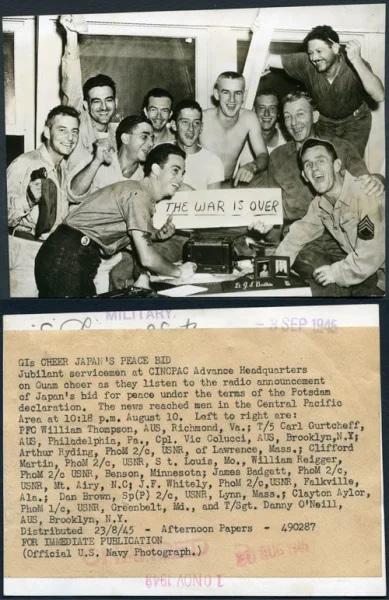 THE WAR IS OVER
MILITARY.
- 3 SEP 1945
GIs CHEER JAPAN'S PEACE BID
Jubilant servicemen at CINCPAC Advance Headquarters
on Guam cheer as they listen to the radio announcement
of Japan's bid for peace under the terms of the Potsdam
declaration. The news reached men in the Central Pacific
Area at 10:18 p.m. August 10. Left to right are:
PFC William Thompson, AUS, Richmond, Va.; T/5 Carl Gurtcheff,
AUS, Philadelphia, Pa., Cpl. Vic Colucci, AUS, Brooklyn,N.Y;
Arthur Ryding, PhoM 2/c, USNR, of Lawrence, Mass.; Clifford
Martin, PhoM 2/c, USNR, St. Louis, Mo., William Reiger,
PhoM 2/c USNR, Benson, Minnesota; James Badgett, PhoM 2/c,
USNR, Mt. Airy, N.C; J.F. Whitely, PhoM 2/c, USNR, Falkville,
Ala.; Dan Brown, Sp(P) 2/c, USNR, Lynn, Mass.; Clayton Aylor,
PhoM 1/c, USNR, Greenbelt, Md., and T/Sgt. Danny O'Neill,
AUS, Brooklyn, N.Y.
Distributed 23/8/45 - Afternoon Papers - 490287
FOR IMMEDIATE PUBLICATION
(Official U.S. Navy Photograph.)
AUG 1945
10 NOV 1949